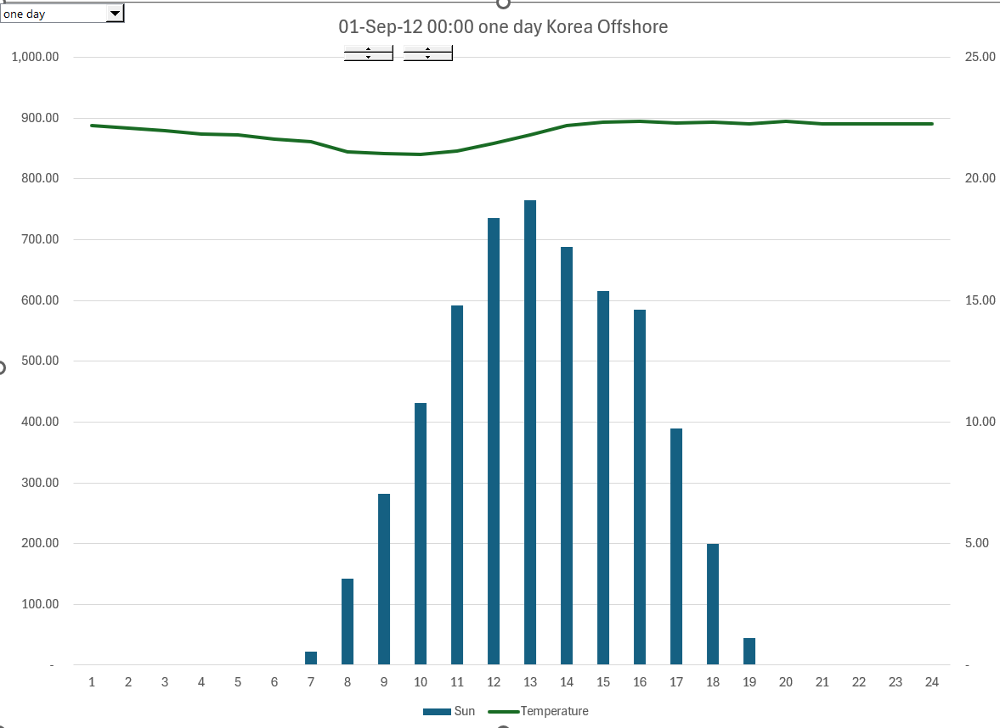 one day
01-Sep-12 00:00 one day Korea Offshore
1,000.00 25.00
900.00
800.00 20.00
700.00
600.00 15.00
500.00
400.00 10.00
300.00
200.00 5.00
100.00
- -
1 2 3 4 5 6 7 8 9 10 11 12 13 14 15 16 17 18 19 20 21 22 23 24
Sun Temperature